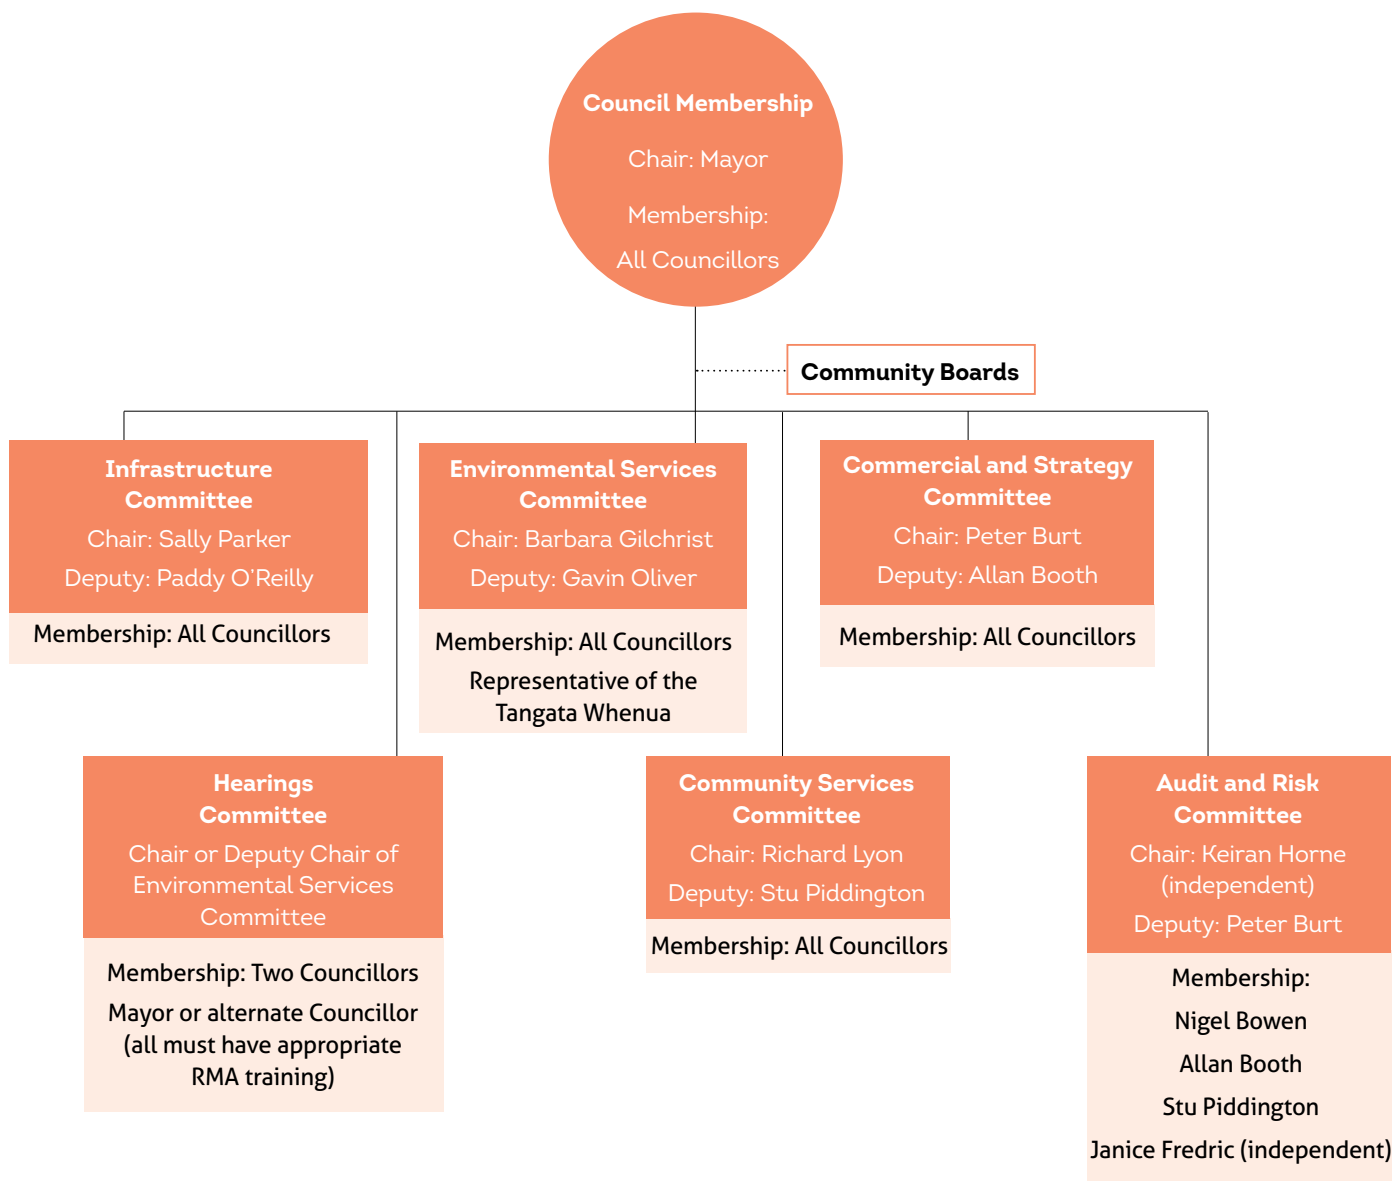 Council Membership
Chair: Mayor
Membership:
All Councillors
Community Boards
Infrastructure
Committee
Chair: Sally Parker
Deputy: Paddy O'Reilly
Membership: All Councillors
Environmental Services
Committee
Chair: Barbara Gilchrist
Deputy: Gavin Oliver
Membership: All Councillors
Representative of the
Tangata Whenua
Commercial and Strategy
Committee
Chair: Peter Burt
Deputy: Allan Booth
Membership: All Councillors
Hearings
Committee
Chair or Deputy Chair of
Environmental Services
Committee
Membership: Two Councillors
Mayor or alternate Councillor
(all must have appropriate
RMA training)
Community Services
Committee
Chair: Richard Lyon
Deputy: Stu Piddington
Membership: All Councillors
Audit and Risk
Committee
Chair: Keiran Horne
(independent)
Deputy: Peter Burt
Membership:
Nigel Bowen
Allan Booth
Stu Piddington
Janice Fredric (independent)